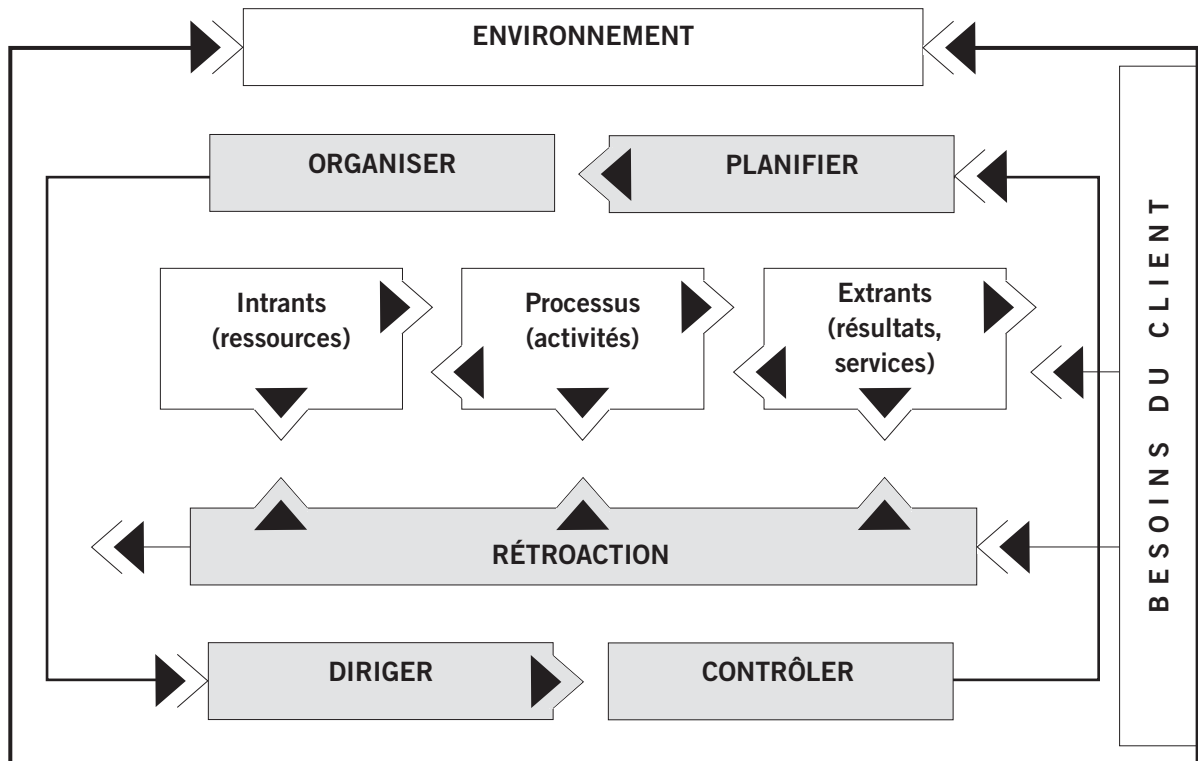 ENVIRONNEMENT
ORGANISER
PLANIFIER
Intrants
(ressources)
Processus
(activités)
Extrants
(résultats,
services)
RÉTROACTION
DIRIGER
CONTRÔLER
BESOINS DU CLIENT